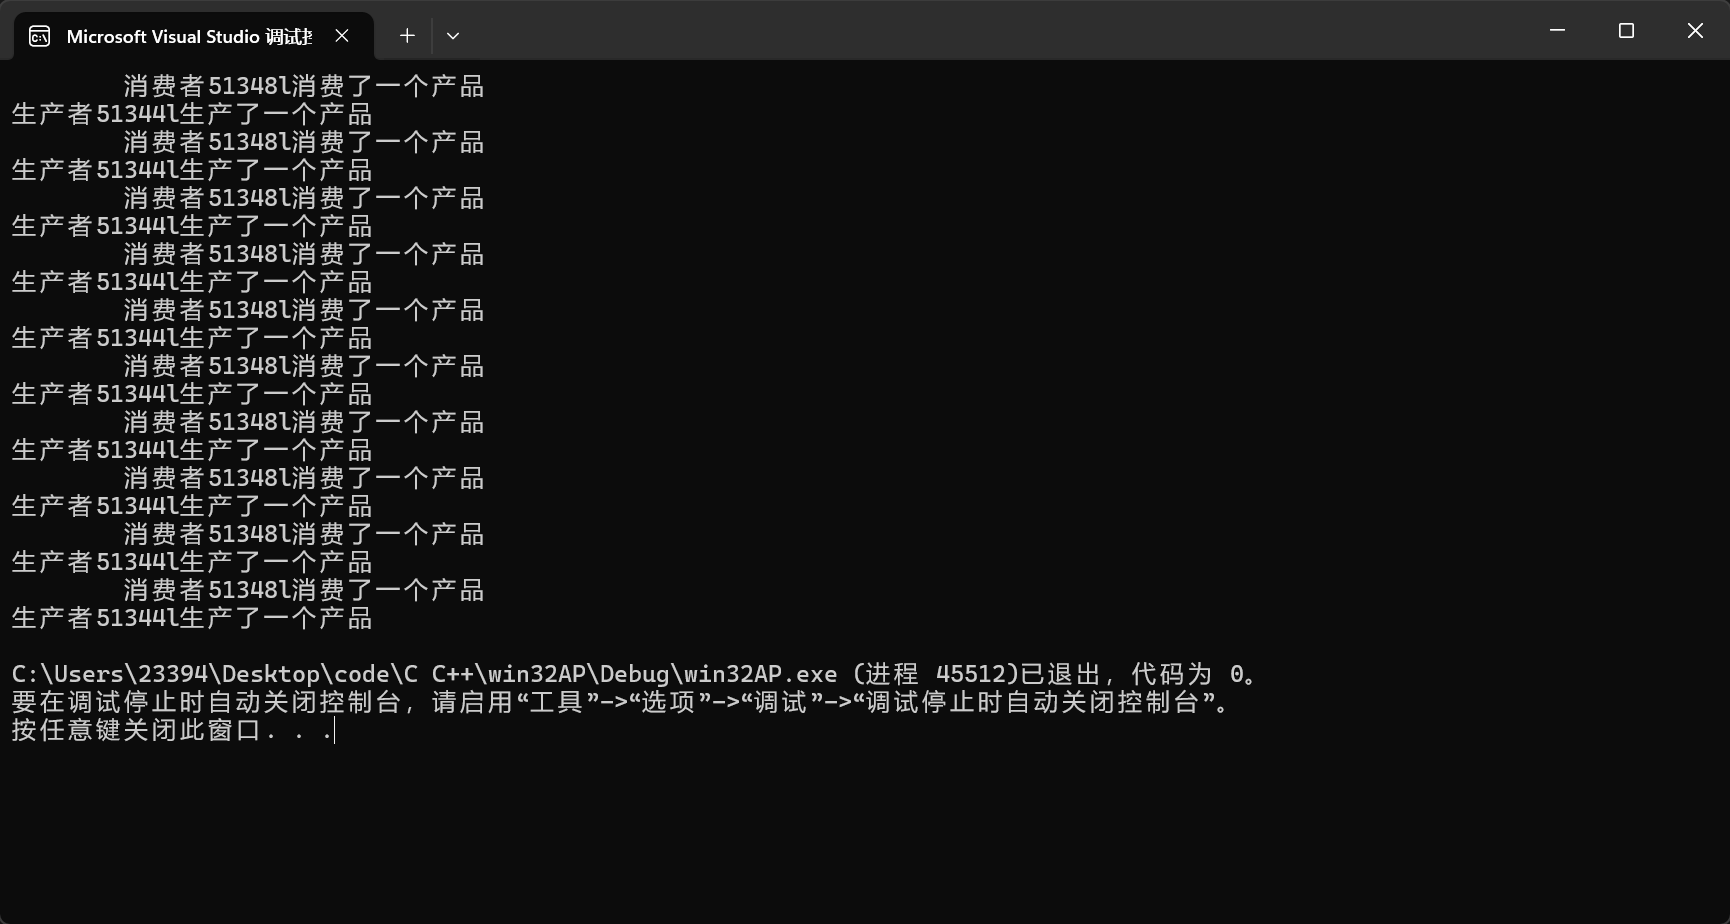 Microsoft Visual Studio 调试
消费者51348l消费了一个产品
生产者51344l生产了一个产品
消费者51348l消费了一个产品
生产者51344l生产了一个产品
消费者51348l消费了一个产品
生产者51344l生产了一个产品
消费者51348l消费了一个产品
生产者51344l生产了一个产品
消费者51348l消费了一个产品
生产者51344l生产了一个产品
消费者51348l消费了一个产品
生产者51344l生产了一个产品
消费者51348l消费了一个产品
生产者51344l生产了一个产品
消费者51348l消费了一个产品
生产者51344l生产了一个产品
消费者51348l消费了一个产品
生产者51344l生产了一个产品
消费者51348l消费了一个产品
生产者51344l生产了一个产品
C:\Users\23394\Desktop\code\C C++\win32AP\Debug\win32AP.exe (进程 45512)已退出，代码为 0。
要在调试停止时自动关闭控制台，请启用“工具”->“选项”->“调试”->“调试停止时自动关闭控制台”。
按任意键关闭此窗口. . .